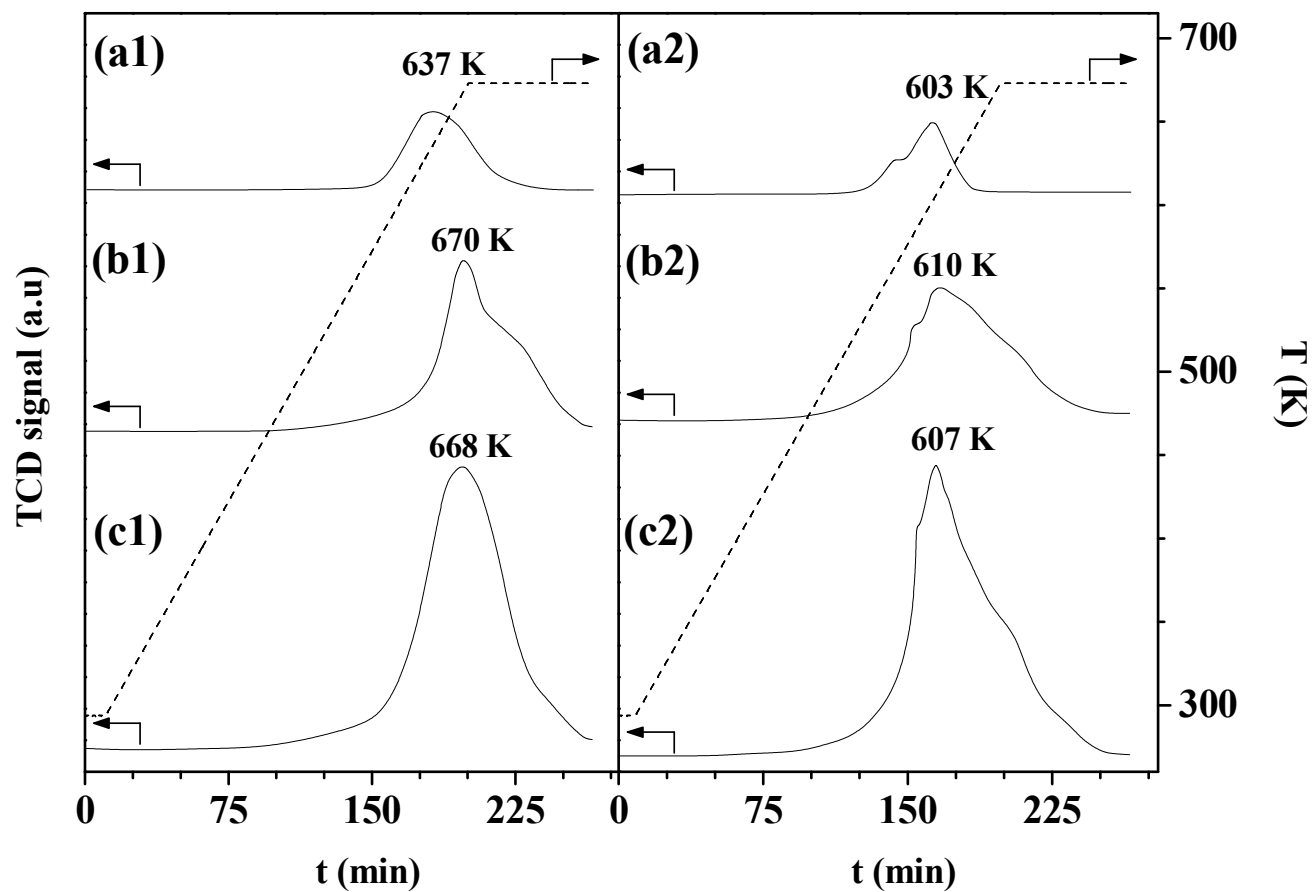 (a1)
637 K
(a2)
603 K
700
(b1)
670 K
(b2)
610 K
TCD signal (a.u)
500
T (K)
(c1)
668 K
(c2)
607 K
300
0 75 150 225 0 75 150 225
t (min) t (min)